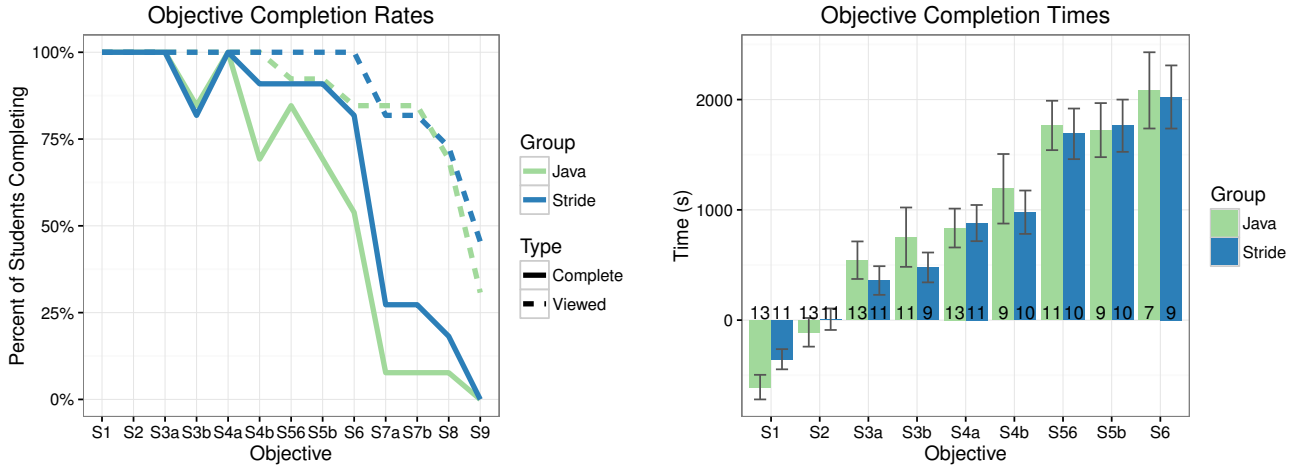 Objective Completion Rates
100%
75%
50%
25%
0%
Percent of Students Completing
S1 S2 S3a S3b S4a S4b S56 S5b S6 S7a S7b S8 S9
Objective
Group
Java
Stride
Type
Complete
Viewed
Objective Completion Times
2000
1000
0
Time (s)
13 11 13 11 13 11 11 9 13 11 9 10 11 10 9 10 7 9
S1 S2 S3a S3b S4a S4b S56 S5b S6
Objective
Group
Java
Stride